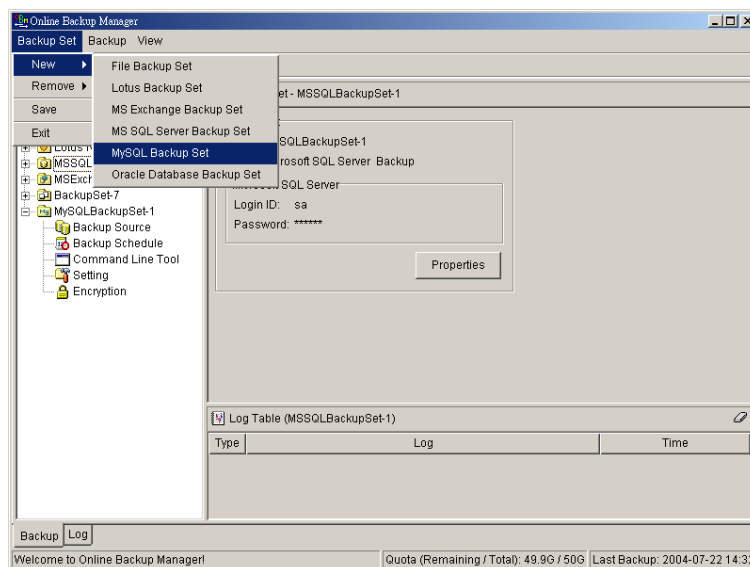 Online Backup Manager
Backup Set Backup View
New
Remove
Save
Exit
File Backup Set
Lotus Backup Set
MS Exchange Backup Set
MS SQL Server Backup Set
MySQL Backup Set
Oracle Database Backup Set
et - MSSQLBackupSet-1
SQLBackupSet-1
rosoft SQL Server Backup
SQL Server
Login ID: sa
Password: ******
Properties
Lotus N
MSSQL
MSExch
BackupSet-7
MySQLBackupSet-1
Backup Source
Backup Schedule
Command Line Tool
Setting
Encryption
Log Table (MSSQLBackupSet-1)
Type Log Time
Backup Log
Welcome to Online Backup Manager! Quota (Remaining / Total): 49.9G / 50G Last Backup: 2004-07-22 14:3